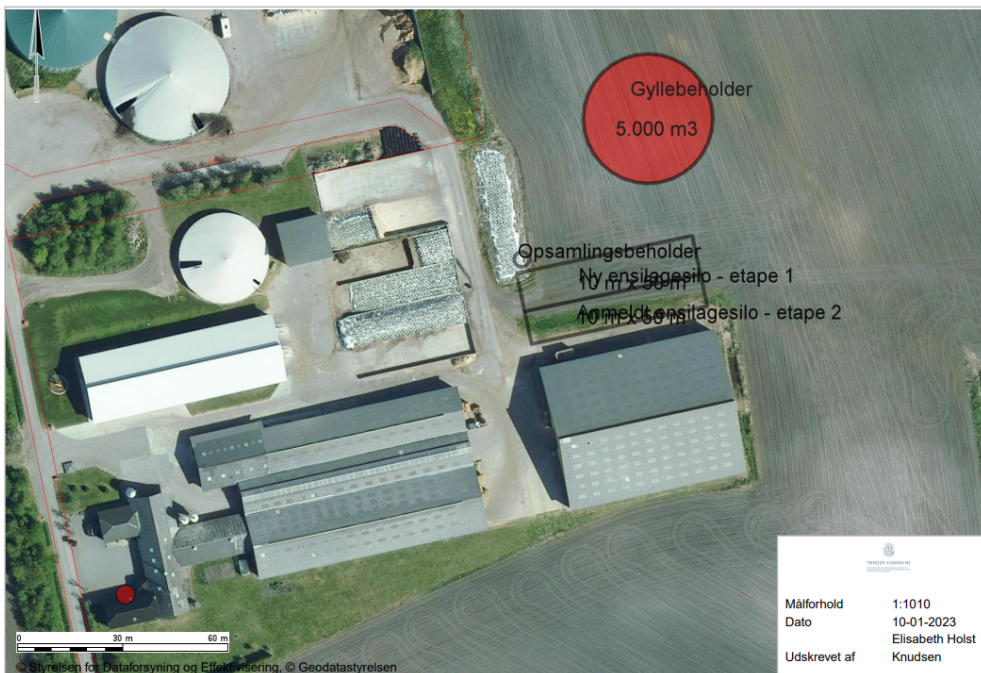 Gyllebeholder
5.000 m3
Opsamlingsbeholder
Ny ensilagesilo - etape 1
10 m x 50 m
Anmeldt ensilagesilo - etape 2
10 m x 50 m
TØNDER KOMMUNE
Målforhold 1:1010
Dato 10-01-2023
Elisabeth Holst
Udskrevet af Knudsen
0 30 m 60 m
© Styrelsen for Dataforsyning og Effektivisering, © Geodatastyrelsen